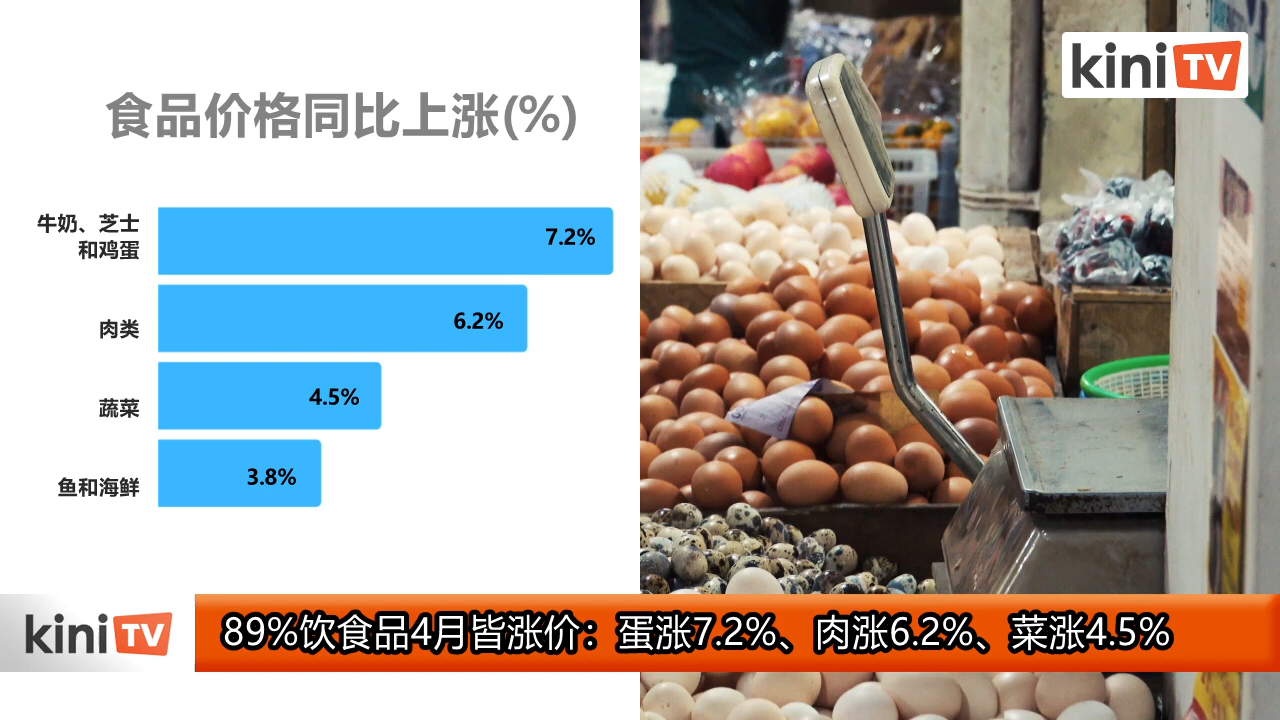 食品价格同比上涨(%)
牛奶、芝士
和鸡蛋
7.2%
肉类
6.2%
蔬菜
4.5%
鱼和海鲜
3.8%
kini TV
kini TV
89%饮食品4月皆涨价：蛋涨7.2%、肉涨6.2%、菜涨4.5%